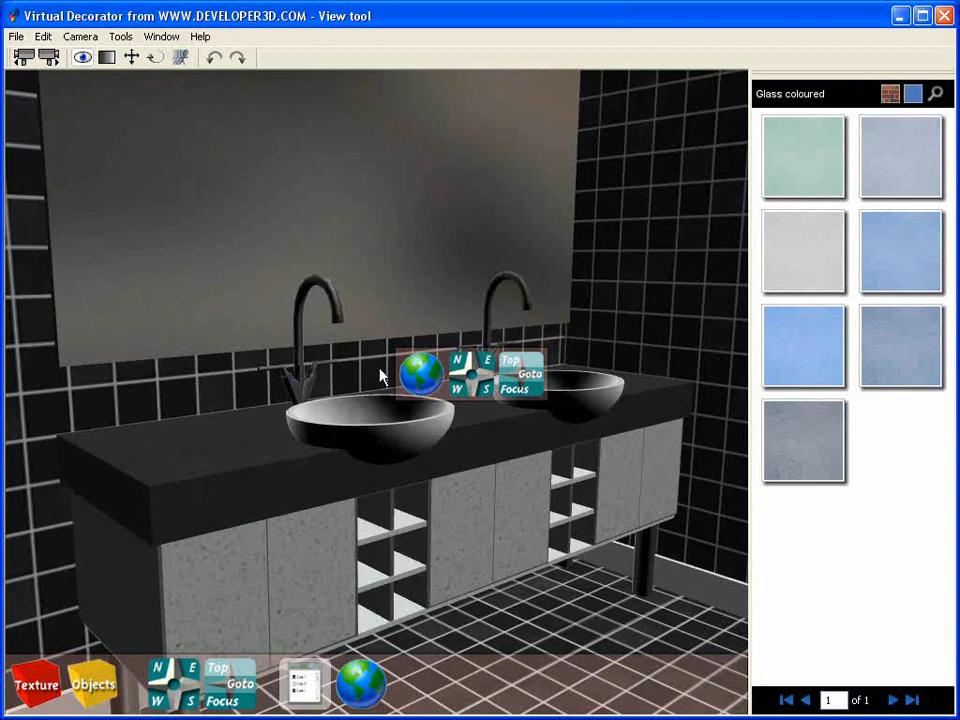 Virtual Decorator from WWW.DEVELOPER3D.COM - View tool
File Edit Camera Tools Window Help
Glass coloured
N E
W S
Top
Goto
Focus
Texture
Objects
N E
W S
Top
Goto
Focus
1 of 1